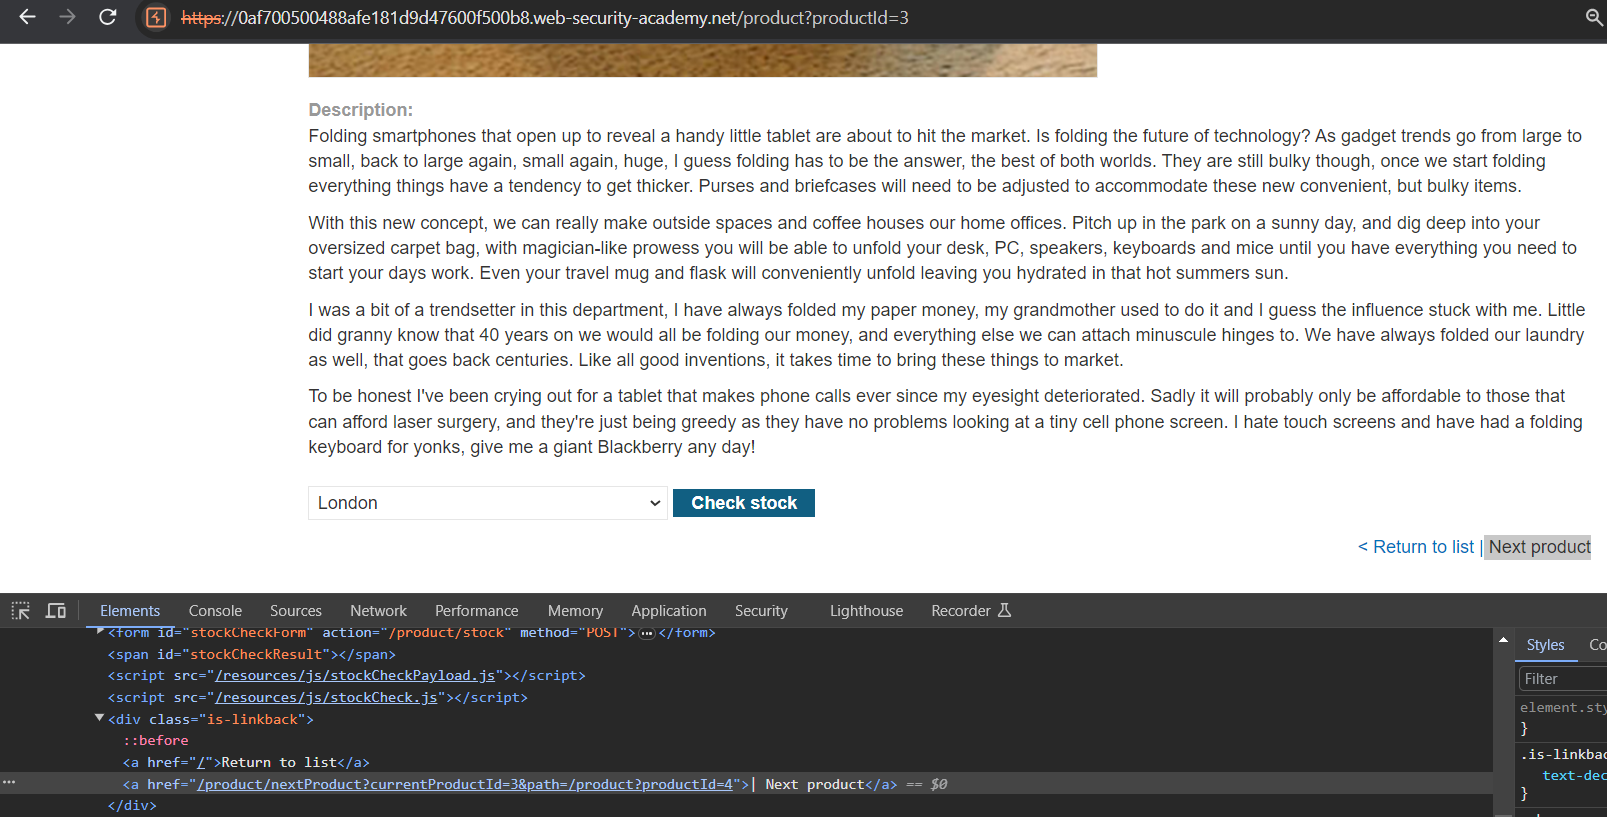 https://0af700500488afe181d9d47600f500b8.web-security-academy.net/product?productId=3
Description:
Folding smartphones that open up to reveal a handy little tablet are about to hit the market. Is folding the future of technology? As gadget trends go from large to
small, back to large again, small again, huge, I guess folding has to be the answer, the best of both worlds. They are still bulky though, once we start folding
everything things have a tendency to get thicker. Purses and briefcases will need to be adjusted to accommodate these new convenient, but bulky items.
With this new concept, we can really make outside spaces and coffee houses our home offices. Pitch up in the park on a sunny day, and dig deep into your
oversized carpet bag, with magician-like prowess you will be able to unfold your desk, PC, speakers, keyboards and mice until you have everything you need to
start your days work. Even your travel mug and flask will conveniently unfold leaving you hydrated in that hot summers sun.
I was a bit of a trendsetter in this department, I have always folded my paper money, my grandmother used to do it and I guess the influence stuck with me. Little
did granny know that 40 years on we would all be folding our money, and everything else we can attach minuscule hinges to. We have always folded our laundry
as well, that goes back centuries. Like all good inventions, it takes time to bring these things to market.
To be honest I've been crying out for a tablet that makes phone calls ever since my eyesight deteriorated. Sadly it will probably only be affordable to those that
can afford laser surgery, and they're just being greedy as they have no problems looking at a tiny cell phone screen. I hate touch screens and have had a folding
keyboard for yonks, give me a giant Blackberry any day!
London
Check stock
< Return to list | Next product
Elements Console Sources Network Performance Memory Application Security Lighthouse Recorder
<form id="stockCheckForm" action="/product/stock" method="POST">…</form>
<span id="stockCheckResult"></span>
<script src="/resources/js/stockCheckPayload.js"></script>
<script src="/resources/js/stockCheck.js"></script>
<div class="is-linkback">
::before
<a href="/">Return to list</a>
<a href="/product/nextProduct?currentProductId=3&path=/product?productId=4">| Next product</a> == $0
</div>
Styles Co
Filter
element.sty
}
.is-linkbac
text-dec
}